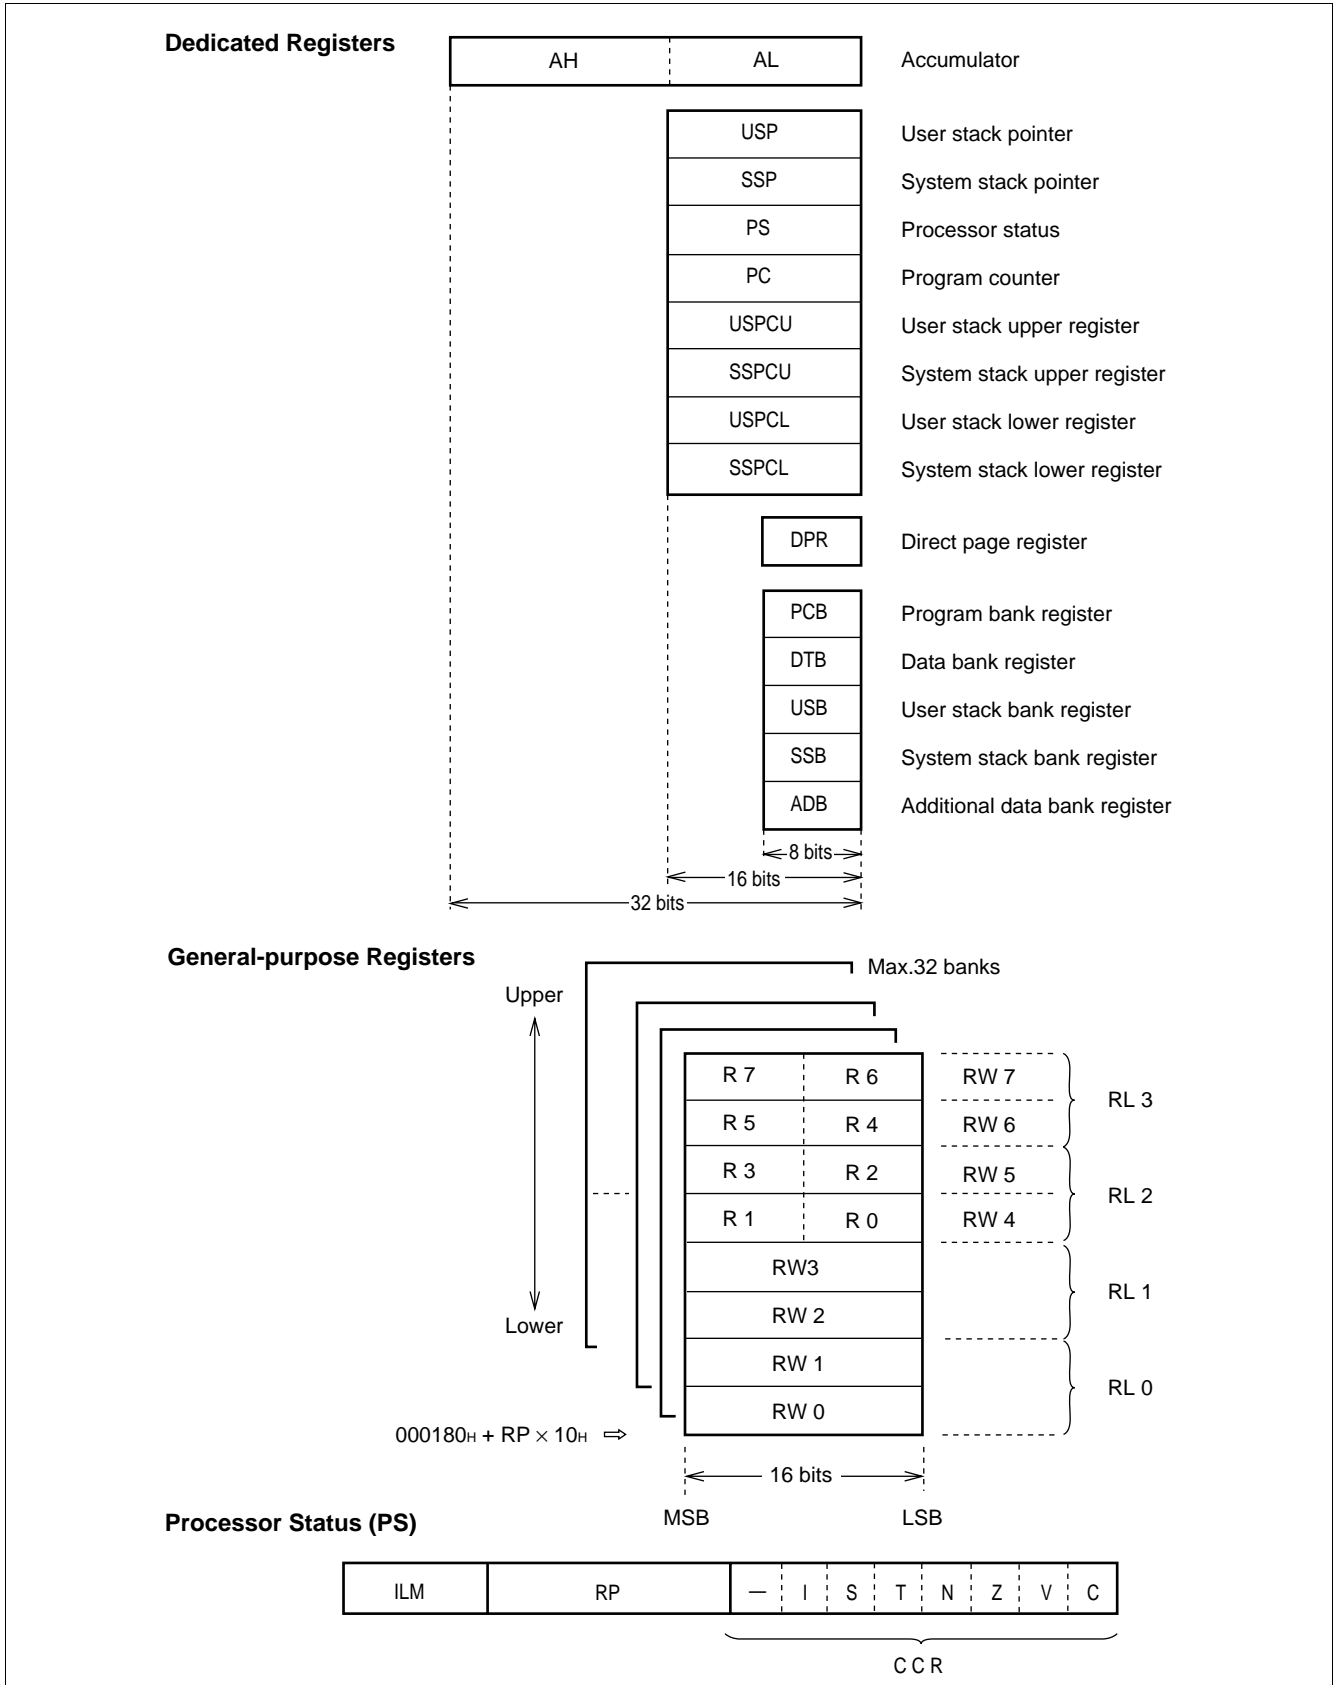 Dedicated Registers
AH AL Accumulator
USP User stack pointer
SSP System stack pointer
PS Processor status
PC Program counter
USPCU User stack upper register
SSPCU System stack upper register
USPCL User stack lower register
SSPCL System stack lower register
DPR Direct page register
PCB Program bank register
DTB Data bank register
USB User stack bank register
SSB System stack bank register
ADB Additional data bank register
8 bits
16 bits
32 bits
General-purpose Registers
Max.32 banks
Upper
R 7 R 6 RW 7
RL 3
R 5 R 4 RW 6
R 3 R 2 RW 5
RL 2
R 1 R 0 RW 4
RW3
RL 1
RW 2
Lower
RW 1
RL 0
RW 0
000180H + RP × 10H ⇨
16 bits
MSB LSB
Processor Status (PS)
ILM RP — I S T N Z V C
C C R